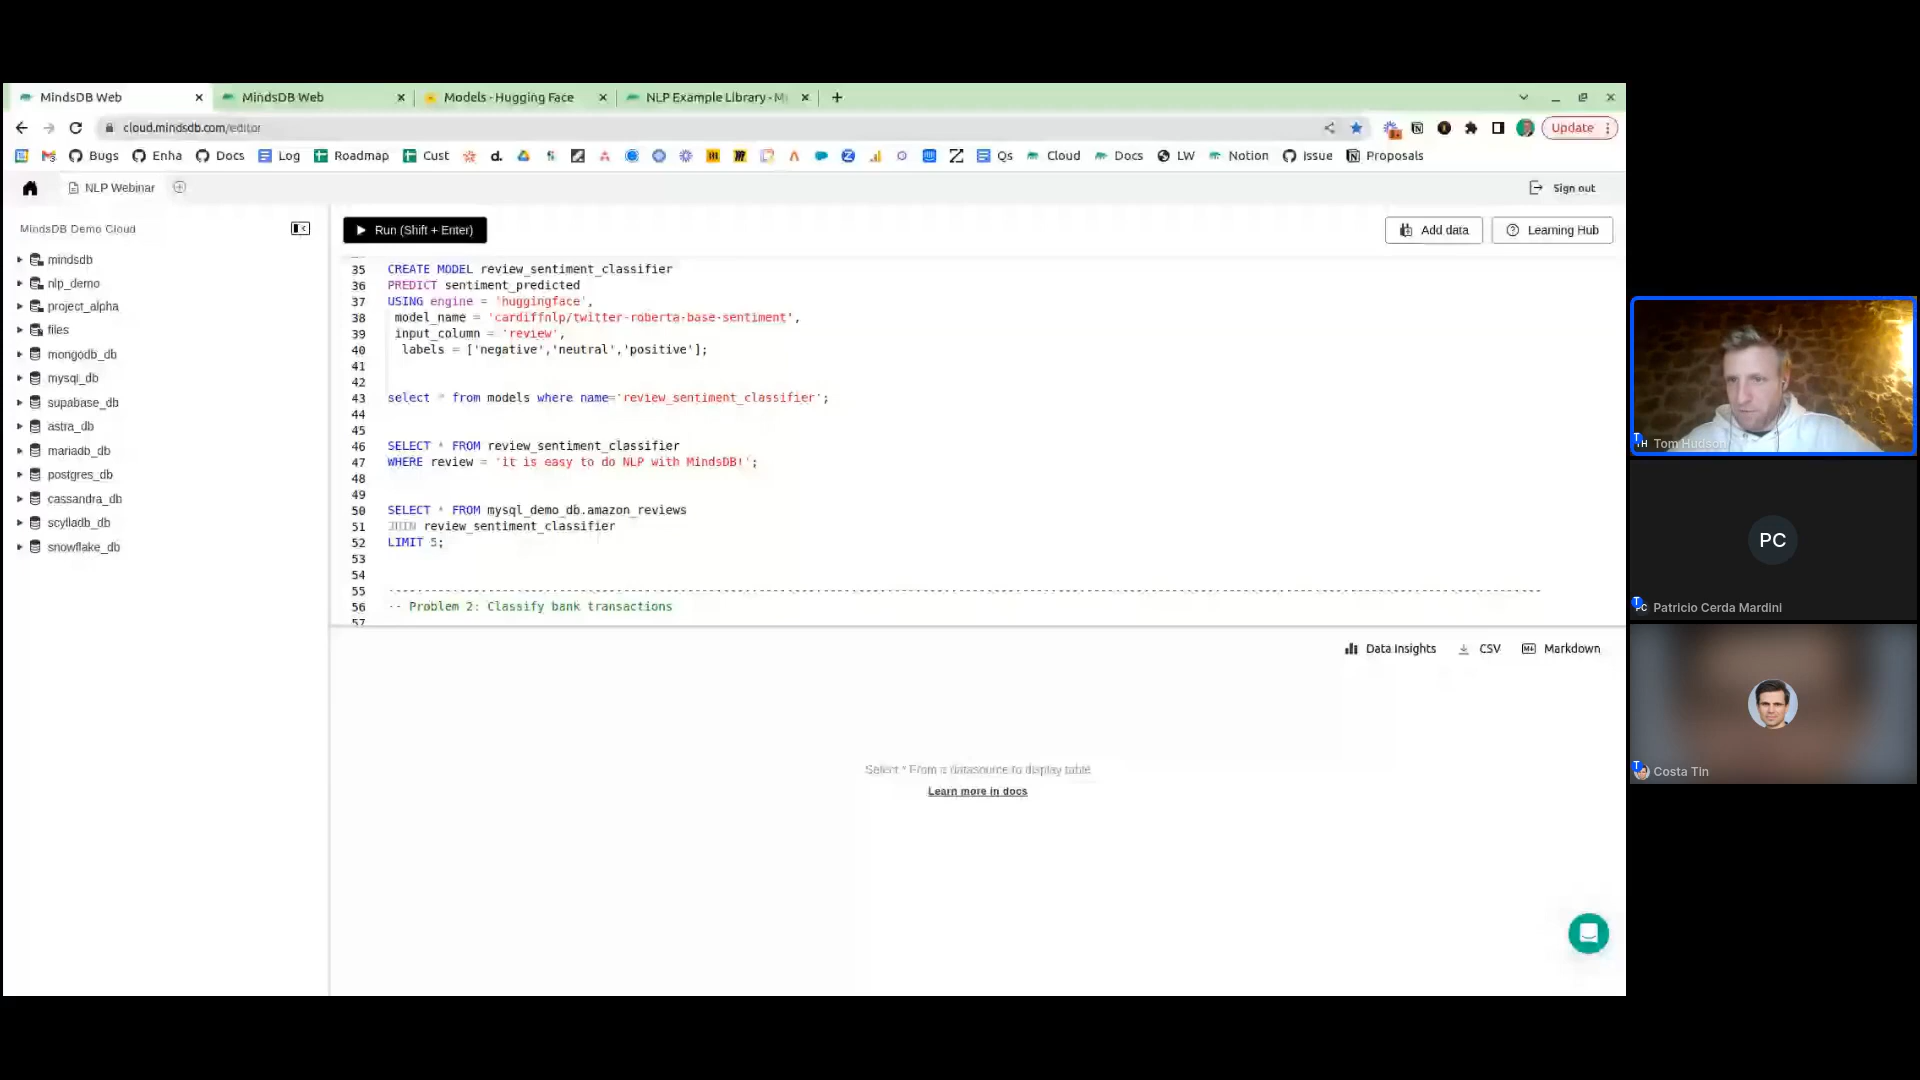 MindsDB Web
MindsDB Web
Models - Hugging Face
NLP Example Library - M
cloud.mindsdb.com/editor
Update
Bugs
Enha
Docs
Log
Roadmap
Cust
d.
Qs
Cloud
Docs
LW
Notion
Issue
Proposals
NLP Webinar
Sign out
MindsDB Demo Cloud
Run (Shift + Enter)
Add data
Learning Hub
mindsdb
nlp_demo
project_alpha
files
mongodb_db
mysql_db
supabase_db
astra_db
mariadb_db
postgres_db
cassandra_db
scylladb_db
snowflake_db
35 CREATE MODEL review_sentiment_classifier
36 PREDICT sentiment_predicted
37 USING engine = 'huggingface',
38 model_name = 'cardiffnlp/twitter-roberta-base-sentiment',
39 input_column = 'review',
40 labels = ['negative','neutral','positive'];
41
42
43 select * from models where name='review_sentiment_classifier';
44
45
46 SELECT * FROM review_sentiment_classifier
47 WHERE review = 'it is easy to do NLP with MindsDB!';
48
49
50 SELECT * FROM mysql_demo_db.amazon_reviews
51 JOIN review_sentiment_classifier
52 LIMIT 5;
53
54
55
56 -- Problem 2: Classify bank transactions
57
Data Insights
CSV
Markdown
Select * From a datasource to display table
Learn more in docs
Tom Hudson
PC
Patricio Cerda Mardini
Costa Tin